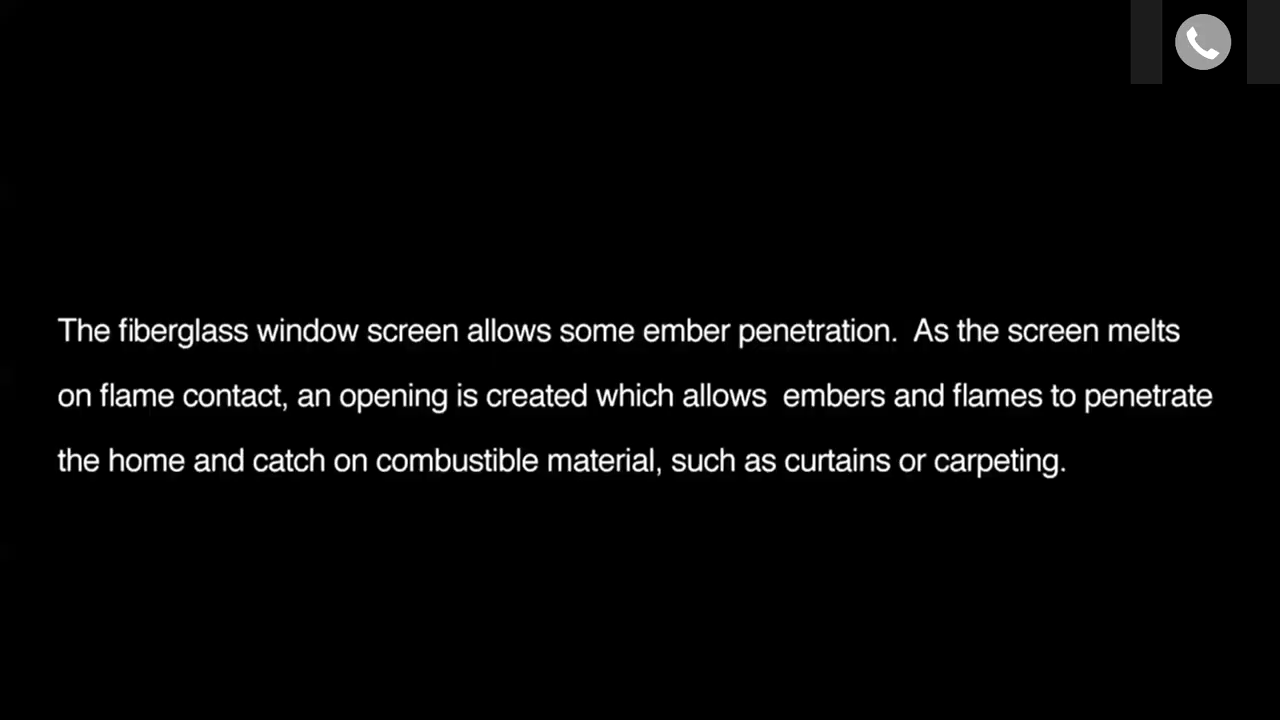 The fiberglass window screen allows some ember penetration.  As the screen melts
on flame contact, an opening is created which allows  embers and flames to penetrate
the home and catch on combustible material, such as curtains or carpeting.